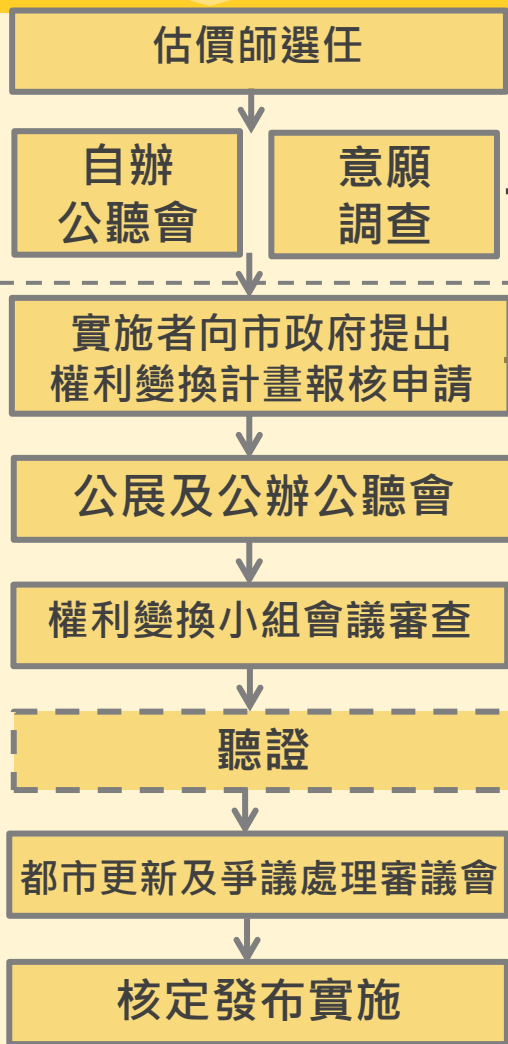 估價師選任
自辦
公聽會
意願
調查
實施者向市政府提出
權利變換計畫報核申請
公展及公辦公聽會
權利變換小組會議審查
聽證
都市更新及爭議處理審議會
核定發布實施